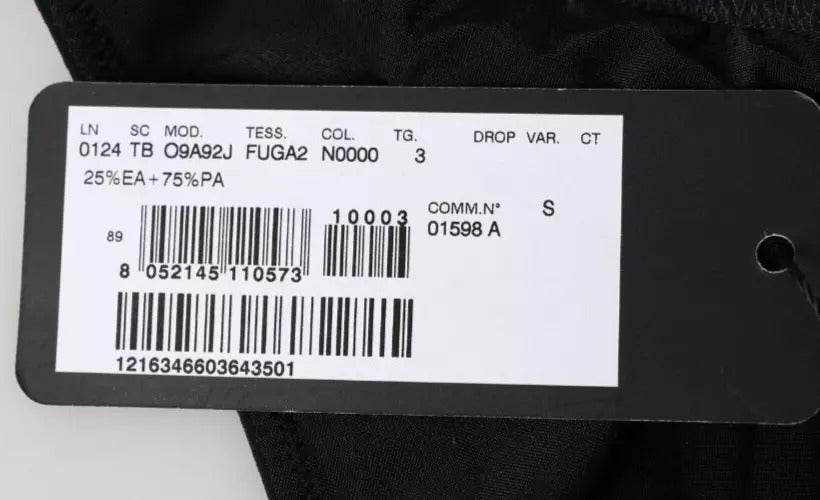 LN SC MOD. TESS. COL. TG. DROP VAR. CT
0124 TB O9A92J FUGA2 N0000 3
25%EA+75%PA
COMM.N° S
01598 A
10003
89
8 052145 110573
1216346603643501